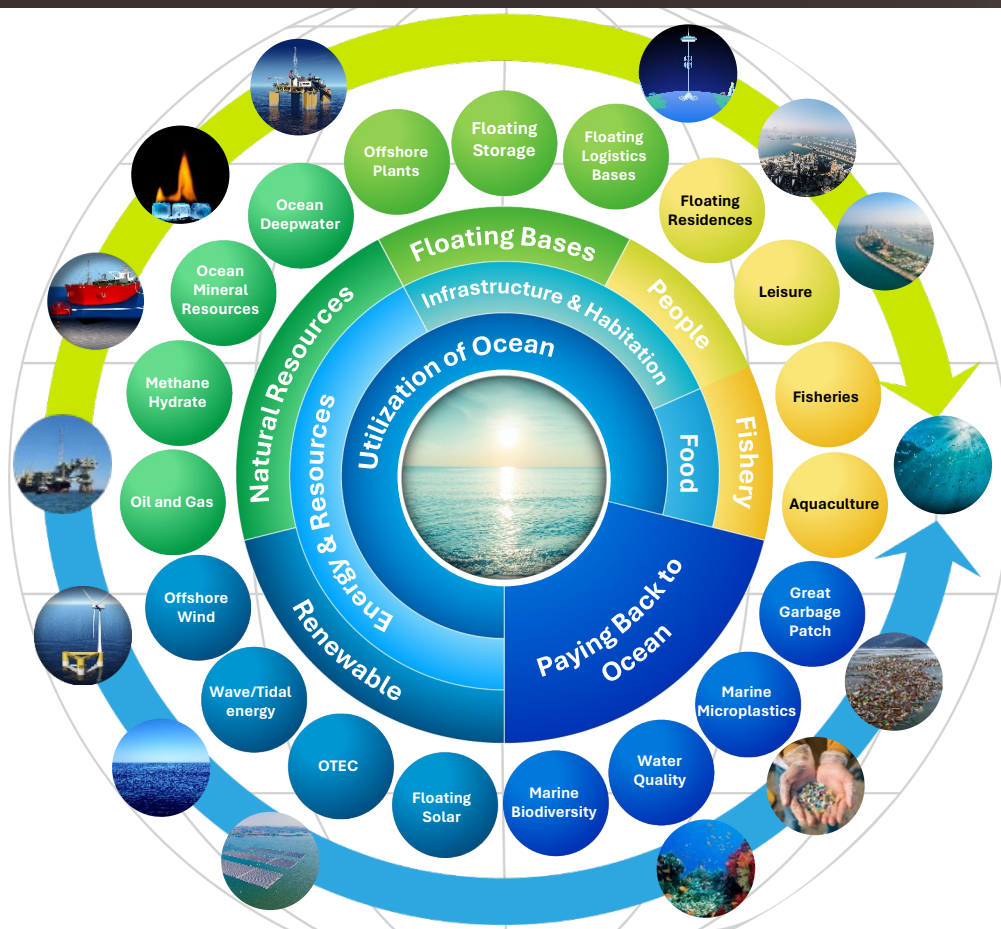 Floating
Storage
Offshore
Plants
Floating
Logistics
Bases
Ocean
Deepwater
Floating
Residences
Ocean
Mineral
Resources
Leisure
Methane
Hydrate
Fisheries
Oil and Gas
Aquaculture
Offshore
Wind
Great
Garbage
Patch
Wave/Tidal
energy
Marine
Microplastics
OTEC
Water
Quality
Floating
Solar
Marine
Biodiversity
Floating Bases
People
Natural Resources
Fishery
Renewable
Infrastructure & Habitation
Energy & Resources
Food
Utilization of Ocean
Paying Back to
Ocean